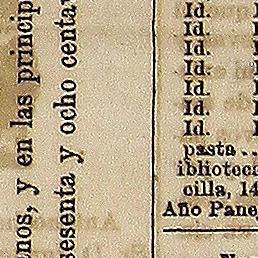 nos, y en las princip
sesenta y ocho centa
Id.
Id.
Id.
Id.
Id.
Id.
Id.
pasta..
ibliotec
cilla, 14
Año Pane